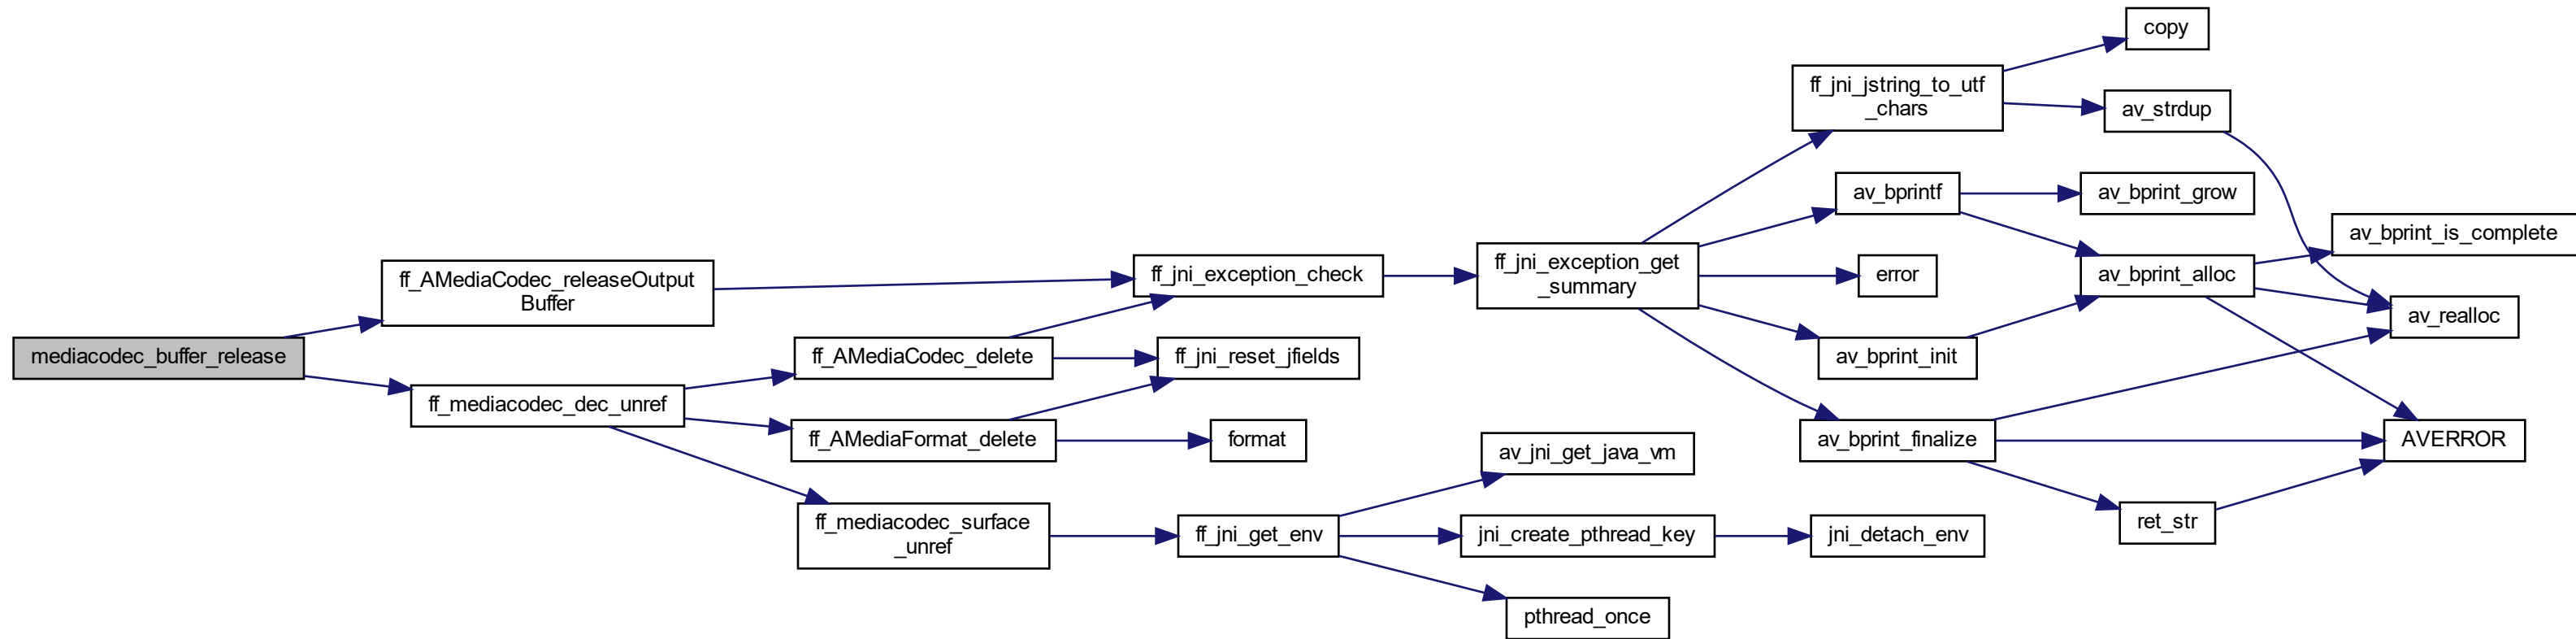 mediacodec_buffer_release
ff_AMediaCodec_releaseOutput
Buffer
ff_mediacodec_dec_unref
ff_AMediaCodec_delete
ff_AMediaFormat_delete
ff_mediacodec_surface
_unref
ff_jni_exception_check
ff_jni_reset_jfields
format
ff_jni_get_env
ff_jni_exception_get
_summary
av_jni_get_java_vm
jni_create_pthread_key
pthread_once
ff_jni_jstring_to_utf
_chars
av_bprintf
error
av_bprint_init
av_bprint_finalize
jni_detach_env
copy
av_strdup
av_bprint_grow
av_bprint_alloc
ret_str
av_bprint_is_complete
av_realloc
AVERROR